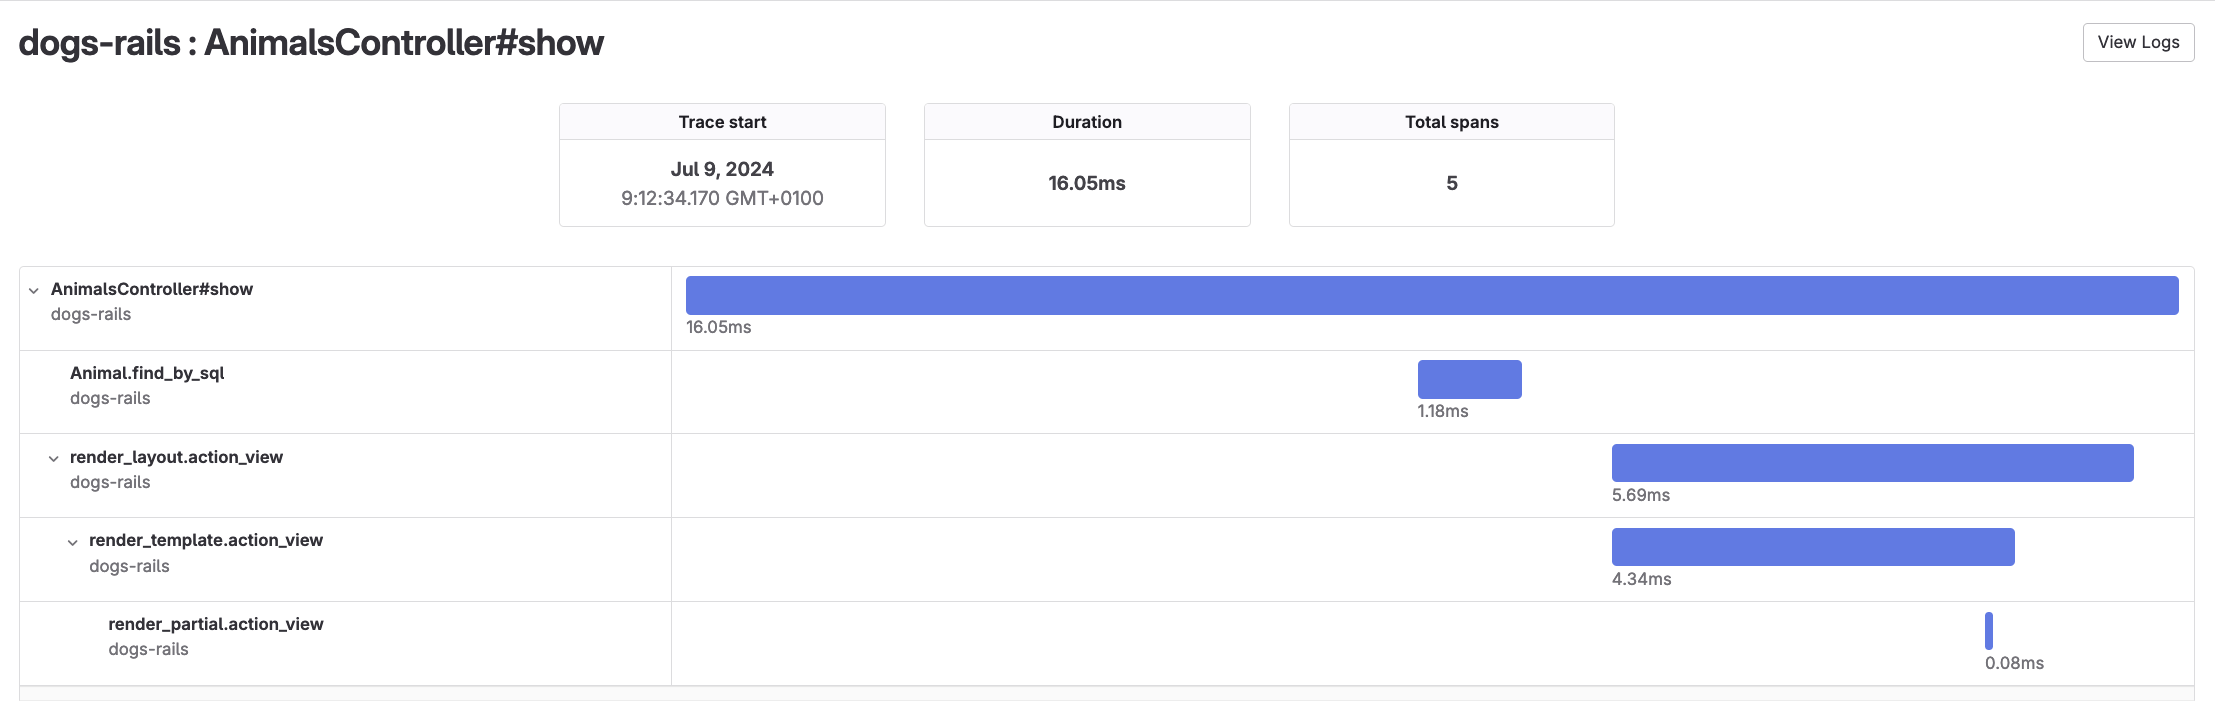 dogs-rails : AnimalsController#show
View Logs
Trace start
Jul 9, 2024
9:12:34.170 GMT+0100
Duration
16.05ms
Total spans
5
AnimalsController#show
dogs-rails
16.05ms
Animal.find_by_sql
dogs-rails
1.18ms
render_layout.action_view
dogs-rails
5.69ms
render_template.action_view
dogs-rails
4.34ms
render_partial.action_view
dogs-rails
0.08ms